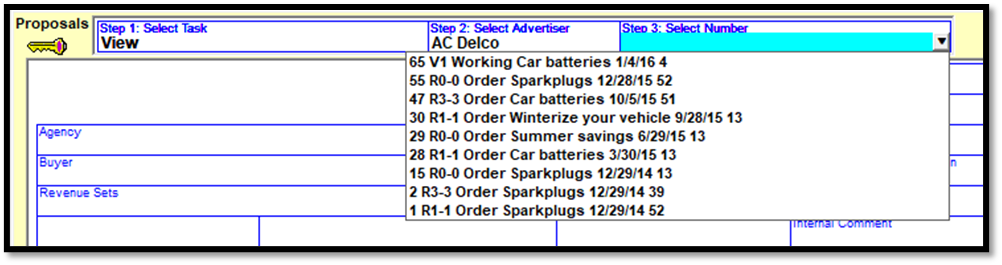 Proposals
Step 1: Select Task
View
Step 2: Select Advertiser
AC Delco
Step 3: Select Number
65 V1 Working Car batteries 1/4/16 4
55 R0-0 Order Sparkplugs 12/28/15 52
47 R3-3 Order Car batteries 10/5/15 51
30 R1-1 Order Winterize your vehicle 9/28/15 13
29 R0-0 Order Summer savings 6/29/15 13
28 R1-1 Order Car batteries 3/30/15 13
15 R0-0 Order Sparkplugs 12/29/14 13
2 R3-3 Order Sparkplugs 12/29/14 39
1 R1-1 Order Sparkplugs 12/29/14 52
Agency
Buyer
Revenue Sets
Internal Comment